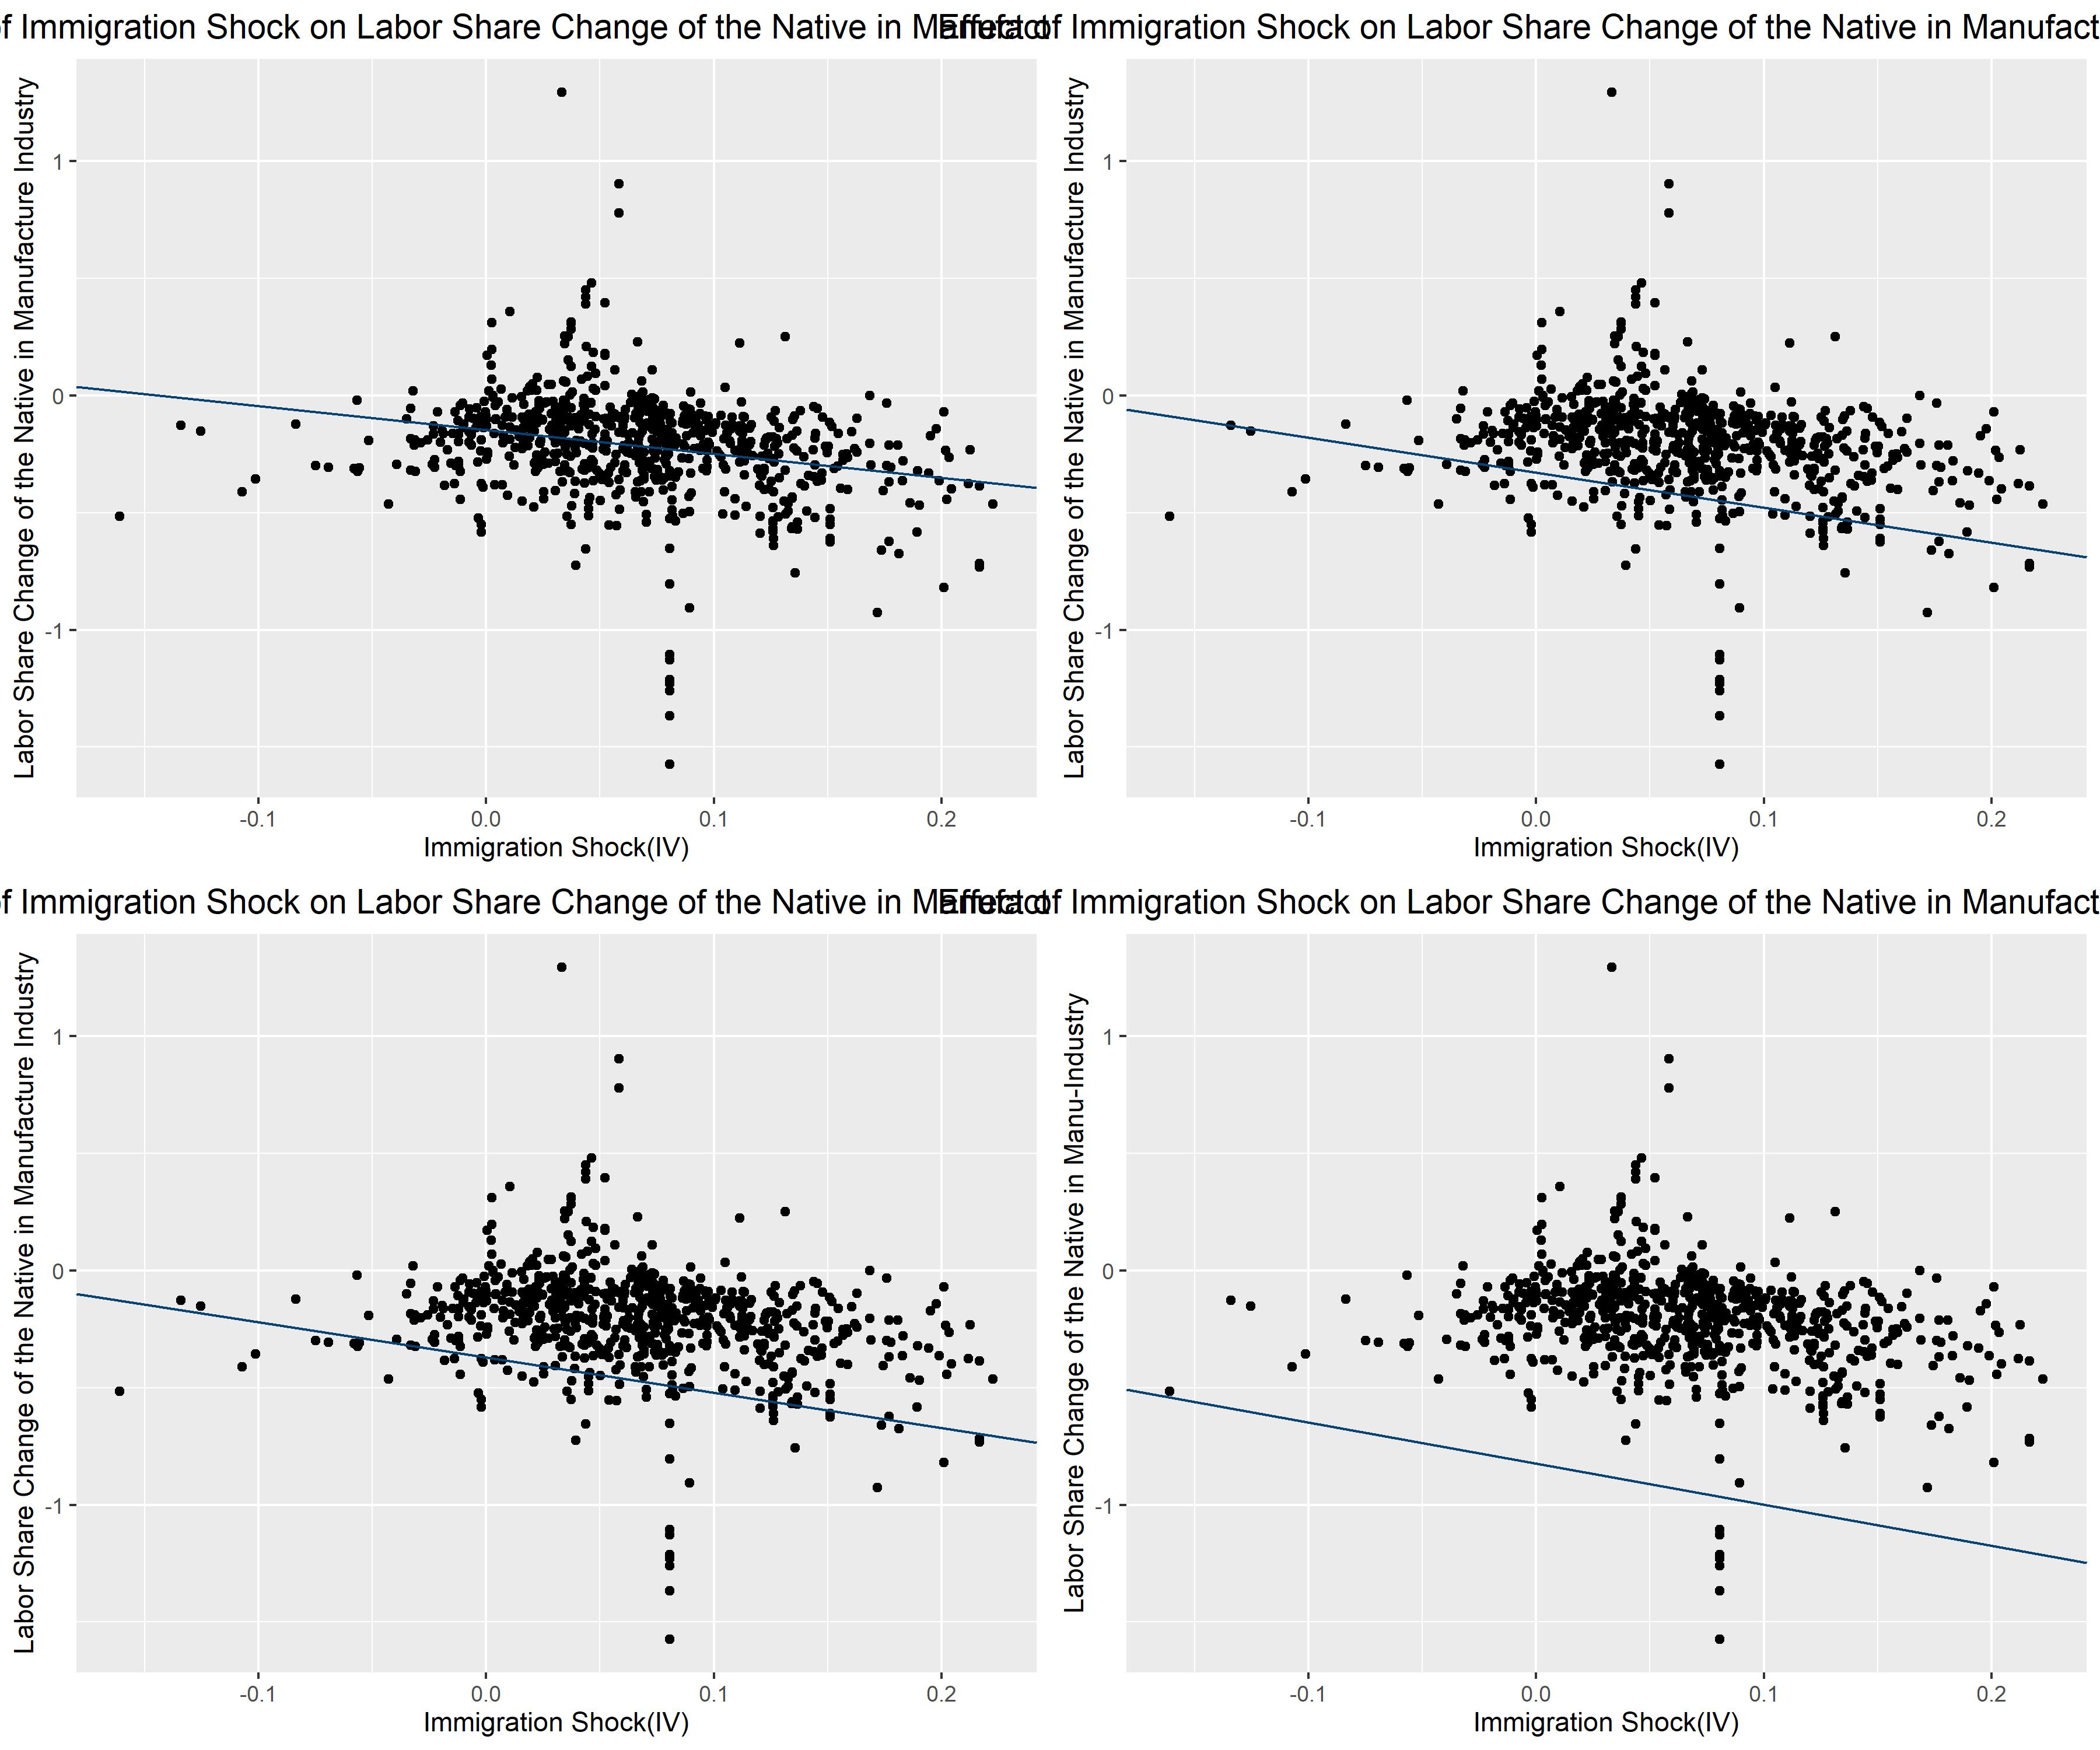 of Immigration Shock on Labor Share Change of the Native in Manufact
Effect of Immigration Shock on Labor Share Change of the Native in Manufact
Labor Share Change of the Native in Manufacture Industry
1
0
-1
-0.1 0.0 0.1 0.2
Immigration Shock(IV)
Labor Share Change of the Native in Manufacture Industry
1
0
-1
-0.1 0.0 0.1 0.2
Immigration Shock(IV)
of Immigration Shock on Labor Share Change of the Native in Manufact
Effect of Immigration Shock on Labor Share Change of the Native in Manufact
Labor Share Change of the Native in Manufacture Industry
1
0
-1
-0.1 0.0 0.1 0.2
Immigration Shock(IV)
Labor Share Change of the Native in Manu-Industry
1
0
-1
-0.1 0.0 0.1 0.2
Immigration Shock(IV)